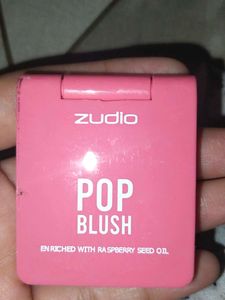 zudio
POP
BLUSH
ENRICHED WITH RASPBERRY SEED OIL